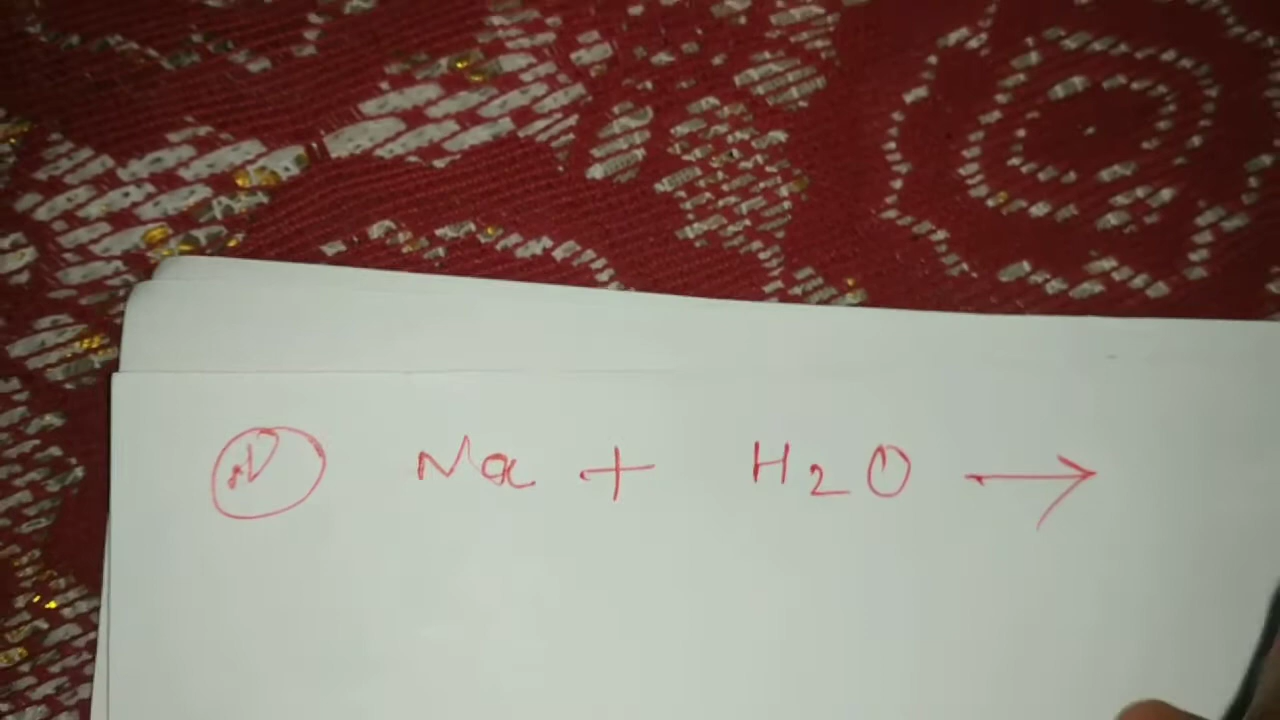 Na + H2O →